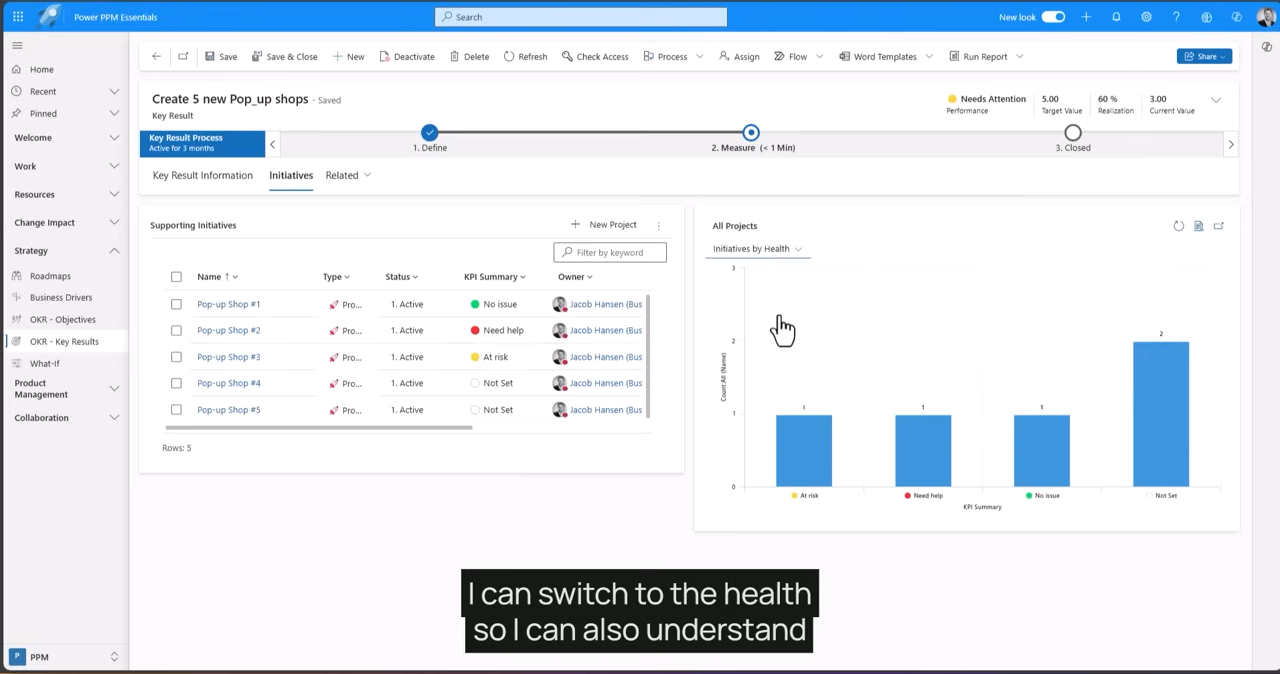 Power PPM Essentials
Search
New look
Home
Recent
Pinned
Welcome
Work
Resources
Change Impact
Strategy
Roadmaps
Business Drivers
OKR - Objectives
OKR - Key Results
What-If
Product
Management
Collaboration
P PPM
Save Save & Close New Deactivate Delete Refresh Check Access Process Assign Flow Word Templates Run Report Share
Create 5 new Pop_up shops - Saved
Key Result
Needs Attention 5.00 60 % 3.00
Performance Target Value Realization Current Value
Key Result Process
Active for 3 months
1. Define 2. Measure (< 1 Min) 3. Closed
Key Result Information Initiatives Related
Supporting Initiatives New Project
Filter by keyword
Name Type Status KPI Summary Owner
Pop-up Shop #1 Pro... 1. Active No issue Jacob Hansen (Bus
Pop-up Shop #2 Pro... 1. Active Need help Jacob Hansen (Bus
Pop-up Shop #3 Pro... 1. Active At risk Jacob Hansen (Bus
Pop-up Shop #4 Pro... 1. Active Not Set Jacob Hansen (Bus
Pop-up Shop #5 Pro... 1. Active Not Set Jacob Hansen (Bus
Rows: 5
All Projects
Initiatives by Health
3
2
1
0
Count:All (Name)
1 1 1 2
At risk Need help No issue Not Set
KPI Summary
I can switch to the health
so I can also understand